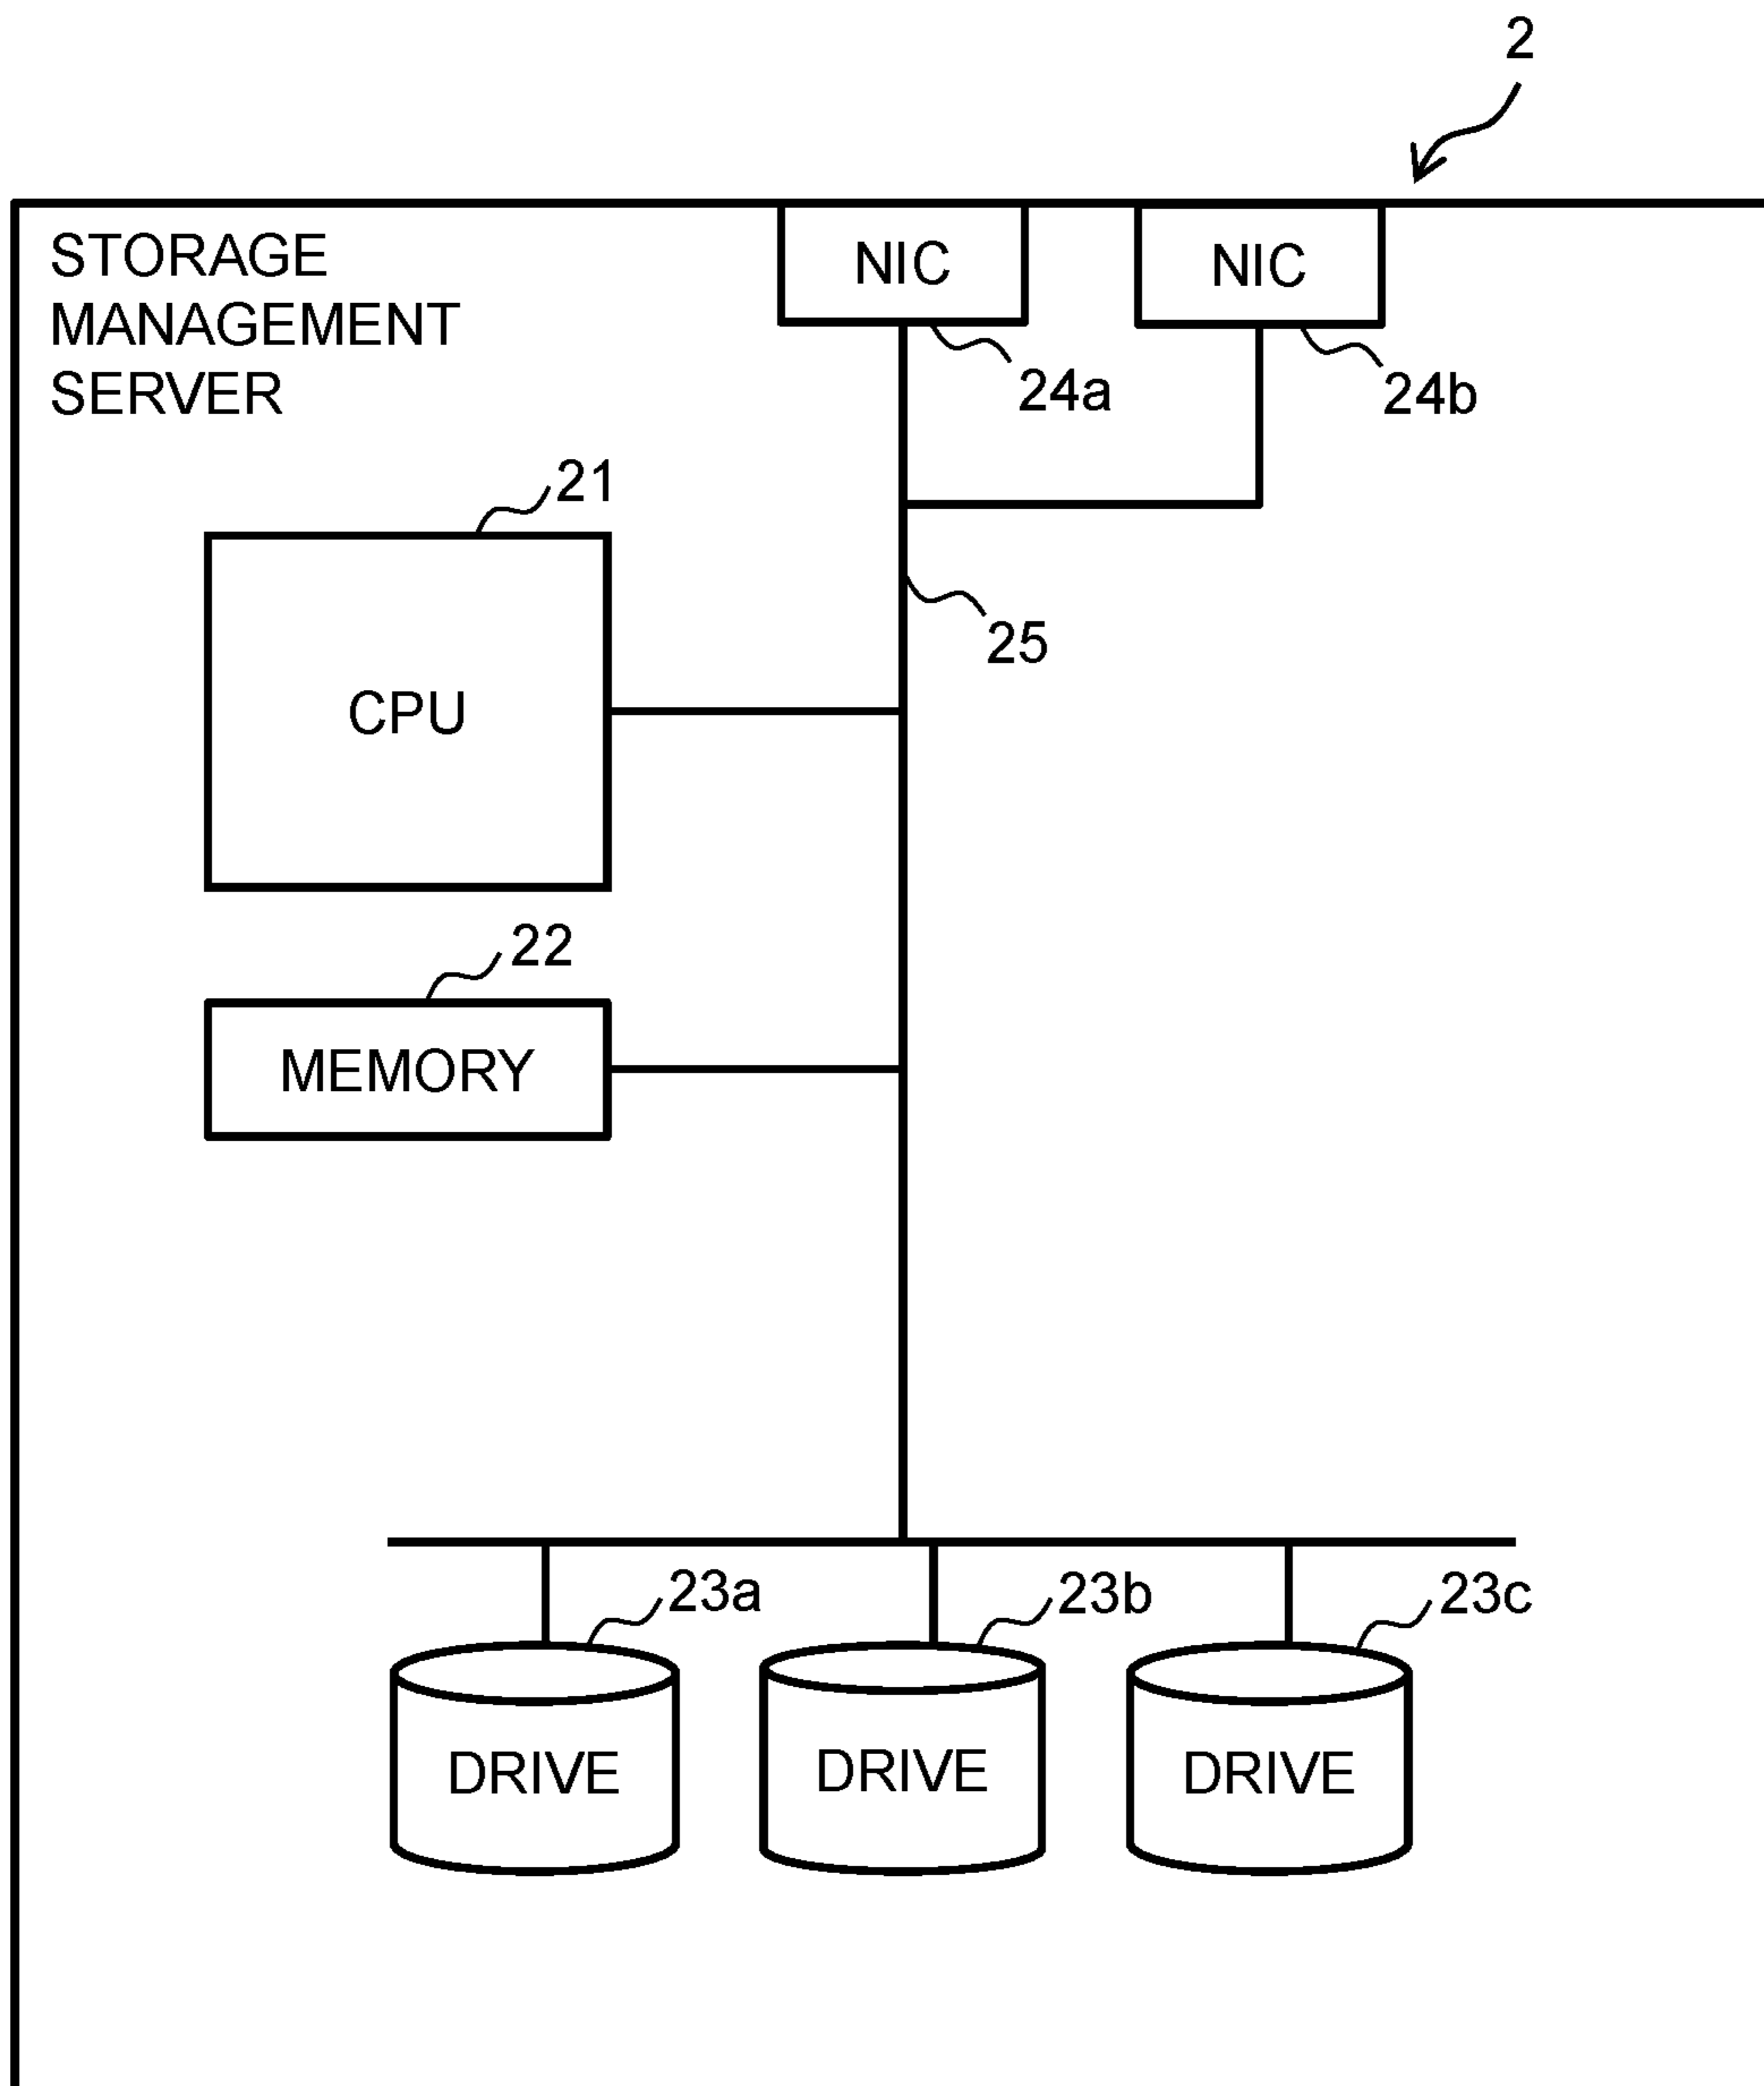 2
STORAGE
MANAGEMENT
SERVER
NIC
NIC
24a
24b
21
25
CPU
22
MEMORY
23a
23b
23c
DRIVE
DRIVE
DRIVE